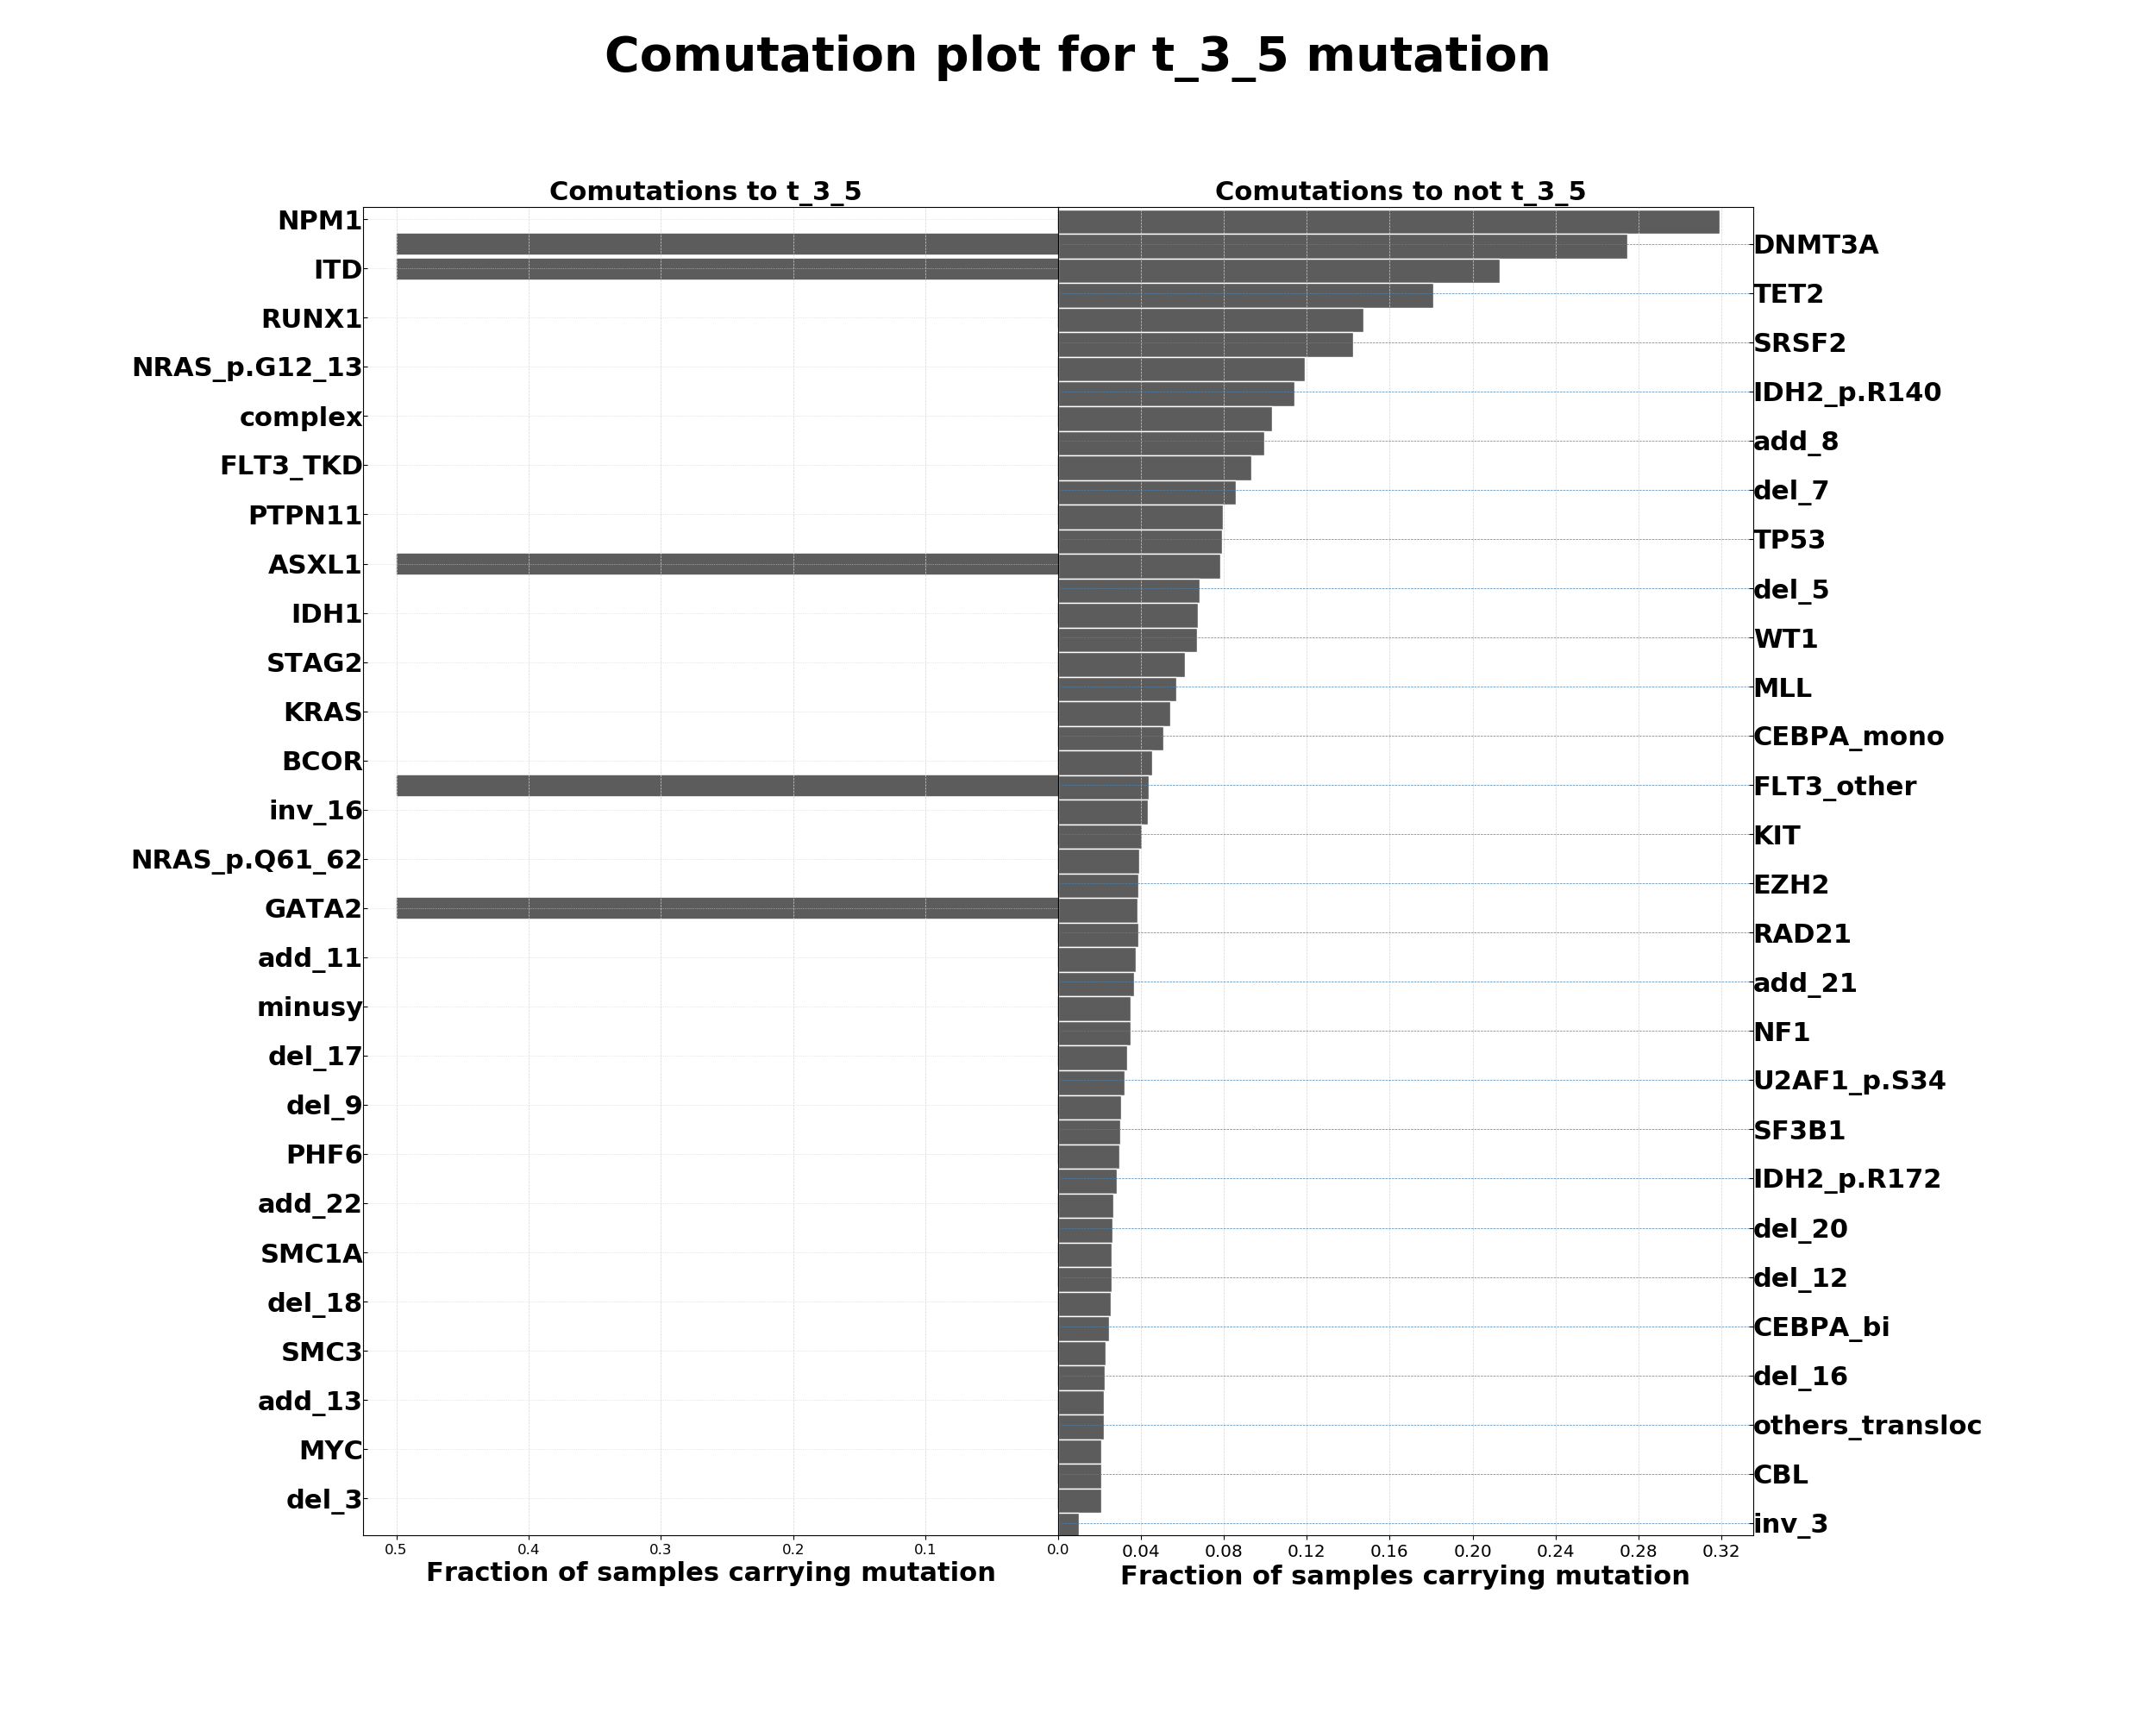 Comutation plot for t_3_5 mutation
Comutations to t_3_5
Comutations to not t_3_5
NPM1
DNMT3A
ITD
TET2
RUNX1
SRSF2
NRAS_p.G12_13
IDH2_p.R140
complex
add_8
FLT3_TKD
del_7
PTPN11
TP53
ASXL1
del_5
IDH1
WT1
STAG2
MLL
KRAS
CEBPA_mono
BCOR
FLT3_other
inv_16
KIT
NRAS_p.Q61_62
EZH2
GATA2
RAD21
add_11
add_21
minusy
NF1
del_17
U2AF1_p.S34
del_9
SF3B1
PHF6
IDH2_p.R172
add_22
del_20
SMC1A
del_12
del_18
CEBPA_bi
SMC3
del_16
add_13
others_transloc
MYC
CBL
del_3
inv_3
0.5 0.4 0.3 0.2 0.1 0.0 0.04 0.08 0.12 0.16 0.20 0.24 0.28 0.32
Fraction of samples carrying mutation
Fraction of samples carrying mutation